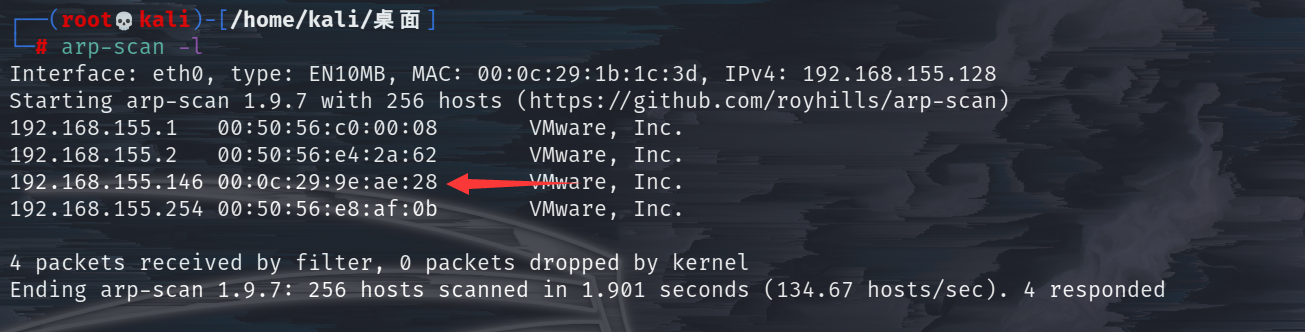 (root💀kali)-[/home/kali/桌面]
# arp-scan -l
Interface: eth0, type: EN10MB, MAC: 00:0c:29:1b:1c:3d, IPv4: 192.168.155.128
Starting arp-scan 1.9.7 with 256 hosts (https://github.com/royhills/arp-scan)
192.168.155.1   00:50:56:c0:00:08       VMware, Inc.
192.168.155.2   00:50:56:e4:2a:62       VMware, Inc.
192.168.155.146 00:0c:29:9e:ae:28       VMware, Inc.
192.168.155.254 00:50:56:e8:af:0b       VMware, Inc.
4 packets received by filter, 0 packets dropped by kernel
Ending arp-scan 1.9.7: 256 hosts scanned in 1.901 seconds (134.67 hosts/sec). 4 responded